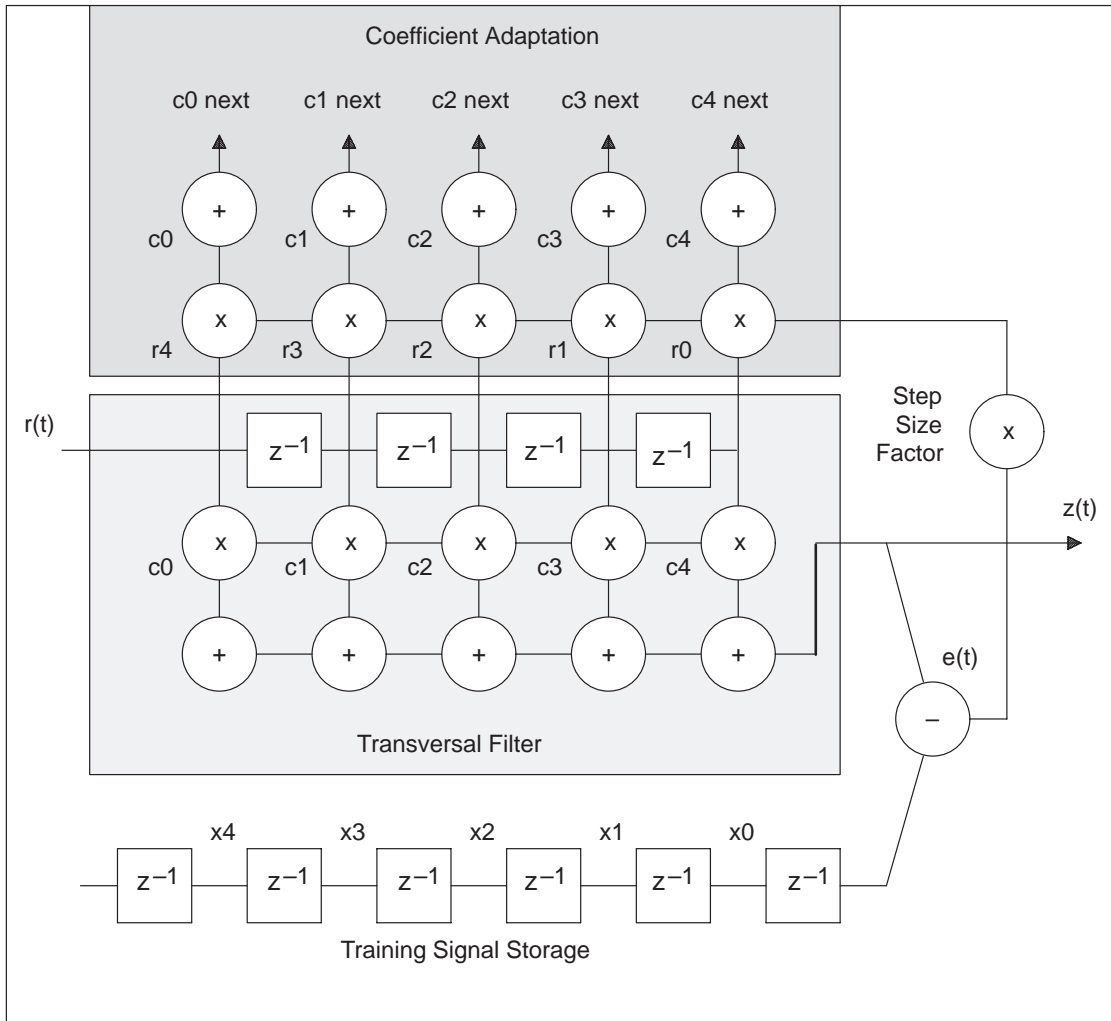 Coefficient Adaptation
c0 next c1 next c2 next c3 next c4 next
+ + + + +
c0 c1 c2 c3 c4
x x x x x
r4 r3 r2 r1 r0
r(t)
z–1 z–1 z–1 z–1
Step
Size
Factor
x
z(t)
x x x x x
c0 c1 c2 c3 c4
+ + + + +
e(t)
–
Transversal Filter
x4 x3 x2 x1 x0
z–1 z–1 z–1 z–1 z–1 z–1
Training Signal Storage